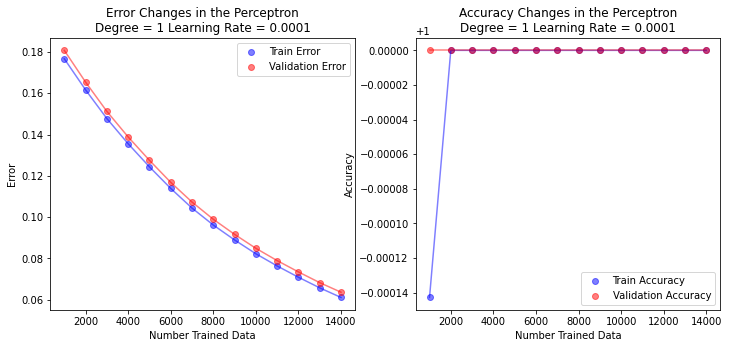 Error Changes in the Perceptron
Degree = 1 Learning Rate = 0.0001
0.18
0.16
0.14
0.12
0.10
0.08
0.06
Error
2000 4000 6000 8000 10000 12000 14000
Number Trained Data
Train Error
Validation Error
Accuracy Changes in the Perceptron
Degree = 1 Learning Rate = 0.0001
+1
0.00000
−0.00002
−0.00004
−0.00006
−0.00008
−0.00010
−0.00012
−0.00014
Accuracy
2000 4000 6000 8000 10000 12000 14000
Number Trained Data
Train Accuracy
Validation Accuracy